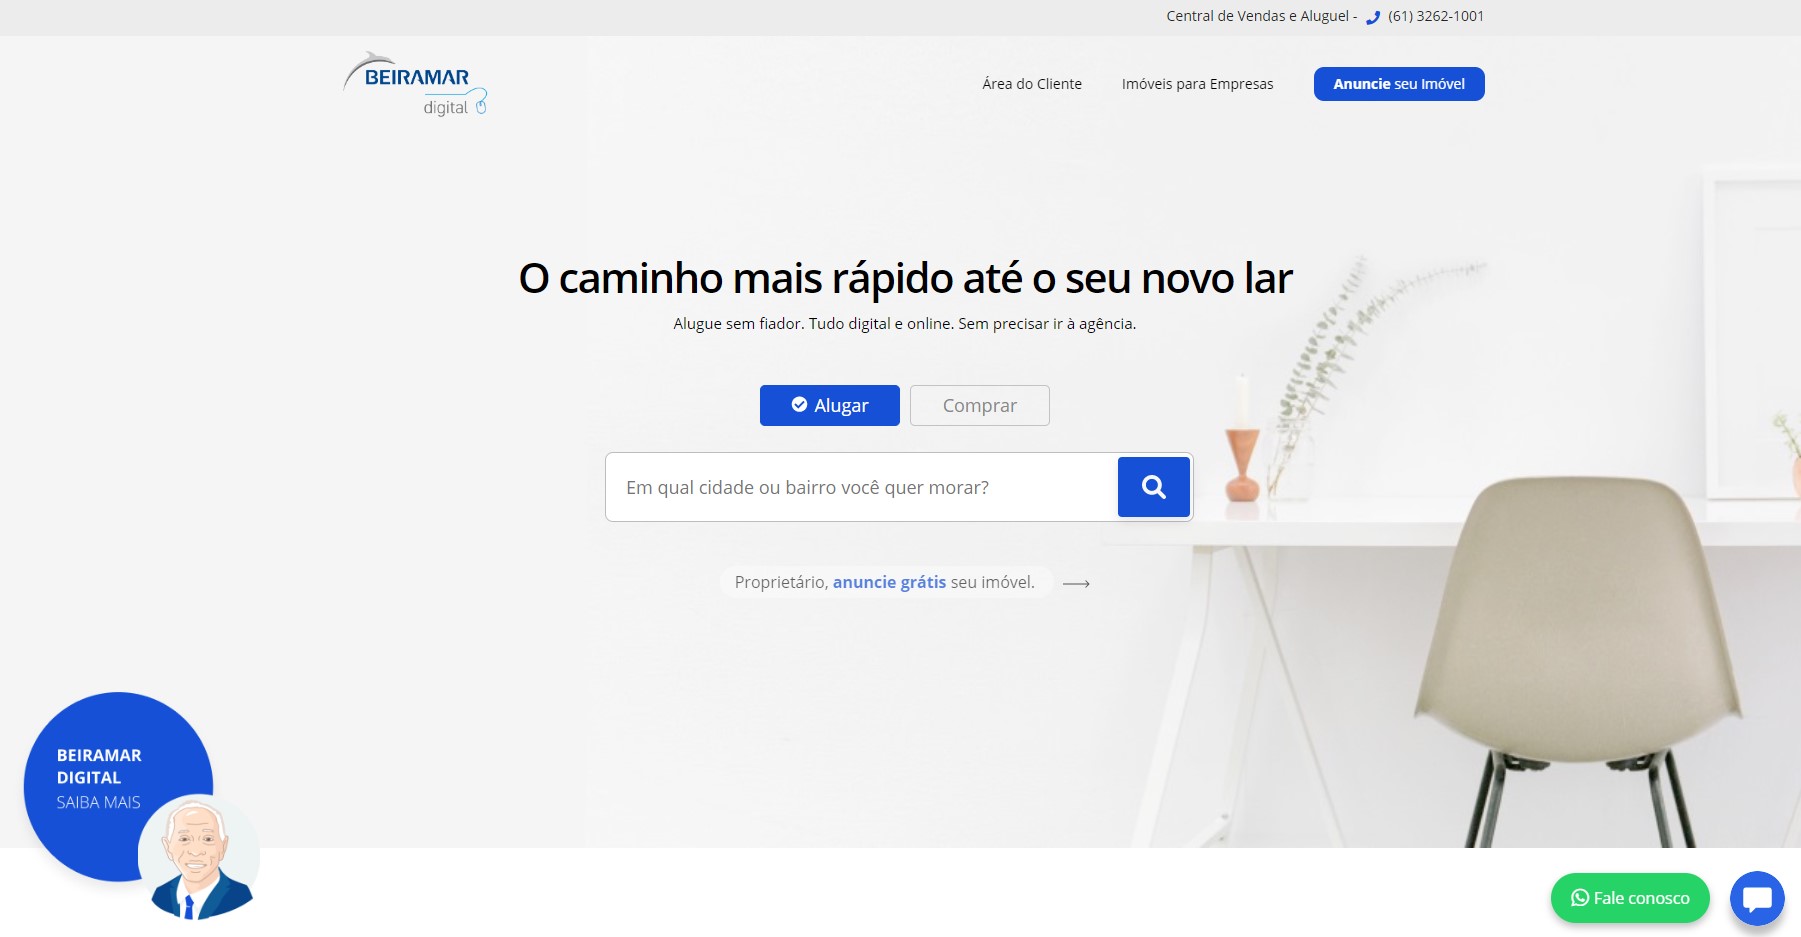 Central de Vendas e Aluguel - (61) 3262-1001
BEIRAMAR
digital
Área do Cliente
Imóveis para Empresas
Anuncie seu Imóvel
O caminho mais rápido até o seu novo lar
Alugue sem fiador. Tudo digital e online. Sem precisar ir à agência.
Alugar
Comprar
Em qual cidade ou bairro você quer morar?
Proprietário, anuncie grátis seu imóvel.
BEIRAMAR
DIGITAL
SAIBA MAIS
Fale conosco